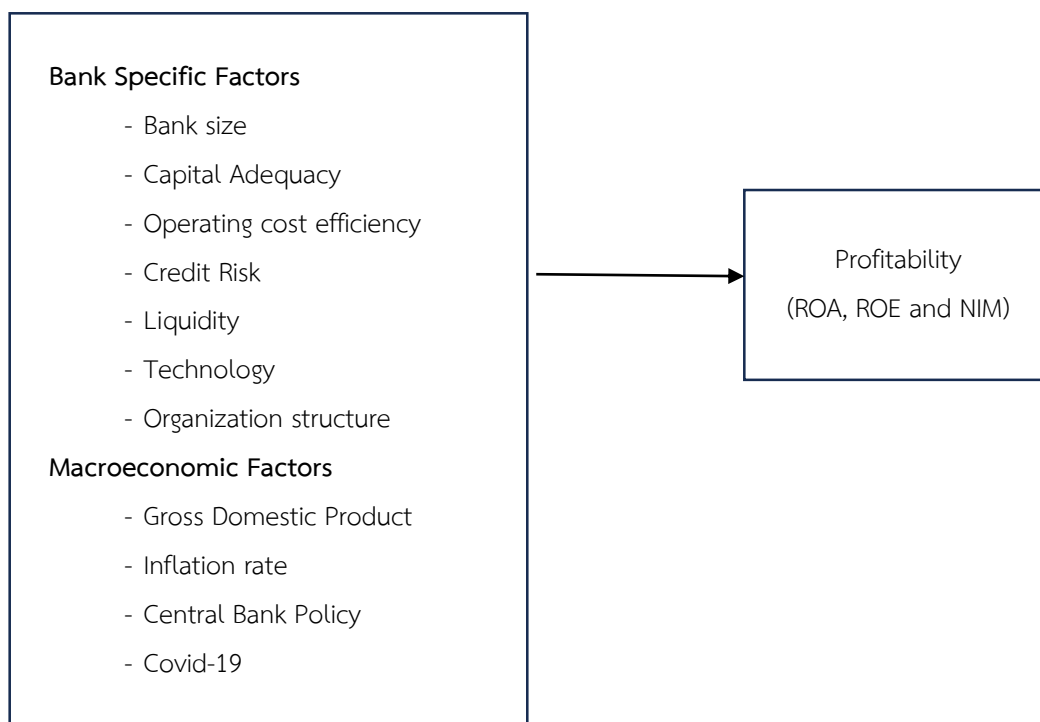 Bank Specific Factors
- Bank size
- Capital Adequacy
- Operating cost efficiency
- Credit Risk
- Liquidity
- Technology
- Organization structure
Macroeconomic Factors
- Gross Domestic Product
- Inflation rate
- Central Bank Policy
- Covid-19
Profitability
(ROA, ROE and NIM)